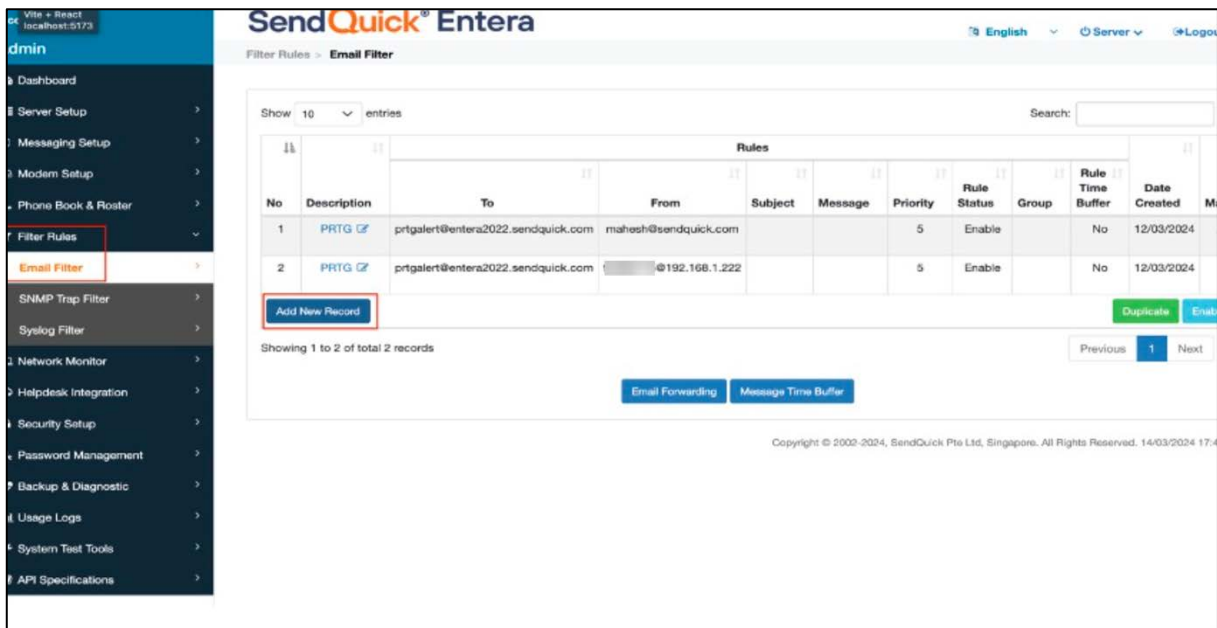 Vite + React
localhost:5173
dmin
Dashboard
Server Setup
Messaging Setup
Modem Setup
Phone Book & Roster
Filter Rules
Email Filter
SNMP Trap Filter
Syslog Filter
Network Monitor
Helpdesk Integration
Security Setup
Password Management
Backup & Diagnostic
Usage Logs
System Test Tools
API Specifications
SendQuick® Entera
English Server Logou
Filter Rules > Email Filter
Show 10 entries Search:
Rules
No Description To From Subject Message Priority Rule Status Group Rule Time Buffer Date Created
1 PRTG prtgalert@entera2022.sendquick.com mahesh@sendquick.com 5 Enable No 12/03/2024
2 PRTG prtgalert@entera2022.sendquick.com @192.168.1.222 5 Enable No 12/03/2024
Add New Record Duplicate Enab
Showing 1 to 2 of total 2 records Previous 1 Next
Email Forwarding Message Time Buffer
Copyright © 2002-2024, SendQuick Pte Ltd, Singapore. All Rights Reserved. 14/03/2024 17:4